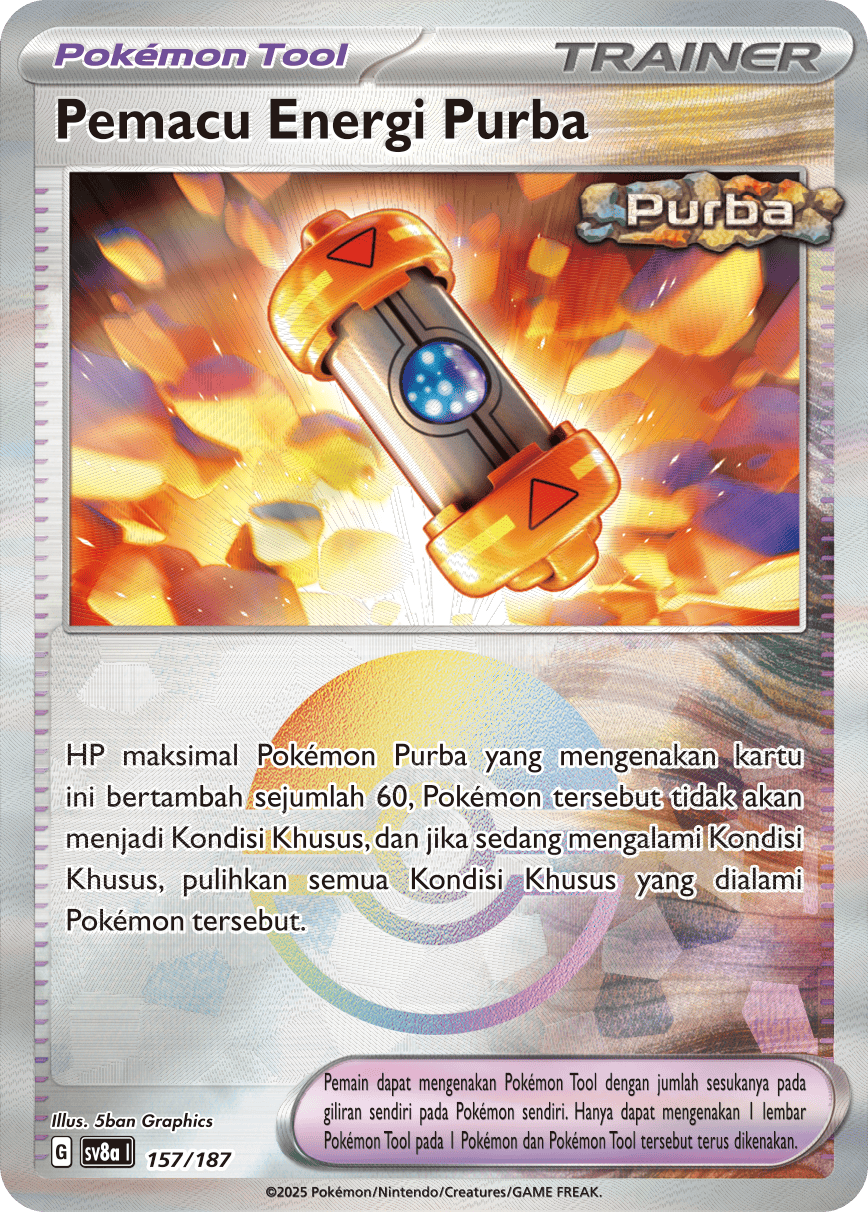 Pokémon Tool
TRAINER
Pemacu Energi Purba
Purba
HP maksimal Pokémon Purba yang mengenakan kartu
ini bertambah sejumlah 60, Pokémon tersebut tidak akan
menjadi Kondisi Khusus, dan jika sedang mengalami Kondisi
Khusus, pulihkan semua Kondisi Khusus yang dialami
Pokémon tersebut.
Pemain dapat mengenakan Pokémon Tool dengan jumlah sesukanya pada
giliran sendiri pada Pokémon sendiri. Hanya dapat mengenakan 1 lembar
Pokémon Tool pada 1 Pokémon dan Pokémon Tool tersebut terus dikenakan.
Illus. 5ban Graphics
G sv8a I 157/187
©2025 Pokémon/Nintendo/Creatures/GAME FREAK.